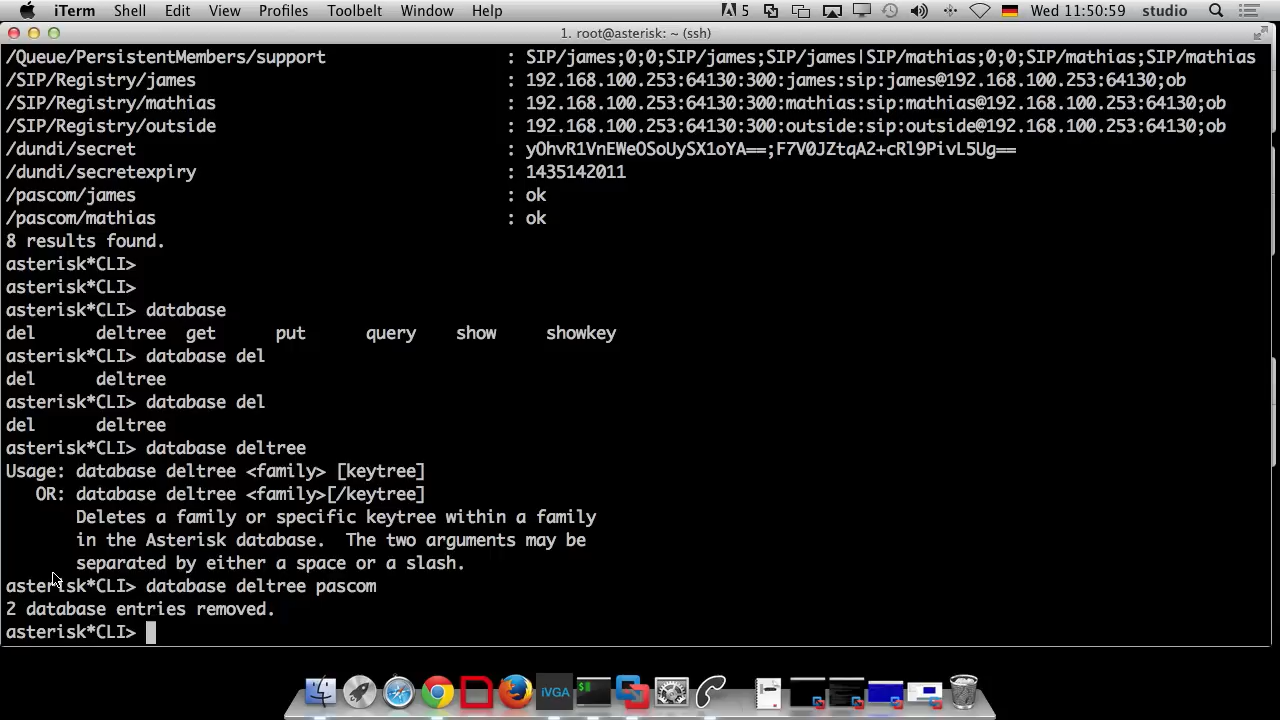 iTerm Shell Edit View Profiles Toolbelt Window Help 5 Wed 11:50:59 studio
1. root@asterisk: ~ (ssh)
/Queue/PersistentMembers/support : SIP/james;0;0;SIP/james;SIP/james|SIP/mathias;0;0;SIP/mathias;SIP/mathias
/SIP/Registry/james : 192.168.100.253:64130:300:james:sip:james@192.168.100.253:64130;ob
/SIP/Registry/mathias : 192.168.100.253:64130:300:mathias:sip:mathias@192.168.100.253:64130;ob
/SIP/Registry/outside : 192.168.100.253:64130:300:outside:sip:outside@192.168.100.253:64130;ob
/dundi/secret : yOhvR1VnEWeOSoUySX1oYA==;F7V0JZtqA2+cRl9PivL5Ug==
/dundi/secretexpiry : 1435142011
/pascom/james : ok
/pascom/mathias : ok
8 results found.
asterisk*CLI>
asterisk*CLI>
asterisk*CLI> database
del deltree get put query show showkey
asterisk*CLI> database del
del deltree
asterisk*CLI> database del
del deltree
asterisk*CLI> database deltree
Usage: database deltree <family> [keytree]
OR: database deltree <family>[/keytree]
Deletes a family or specific keytree within a family
in the Asterisk database. The two arguments may be
separated by either a space or a slash.
asterisk*CLI> database deltree pascom
2 database entries removed.
asterisk*CLI>
iVGA